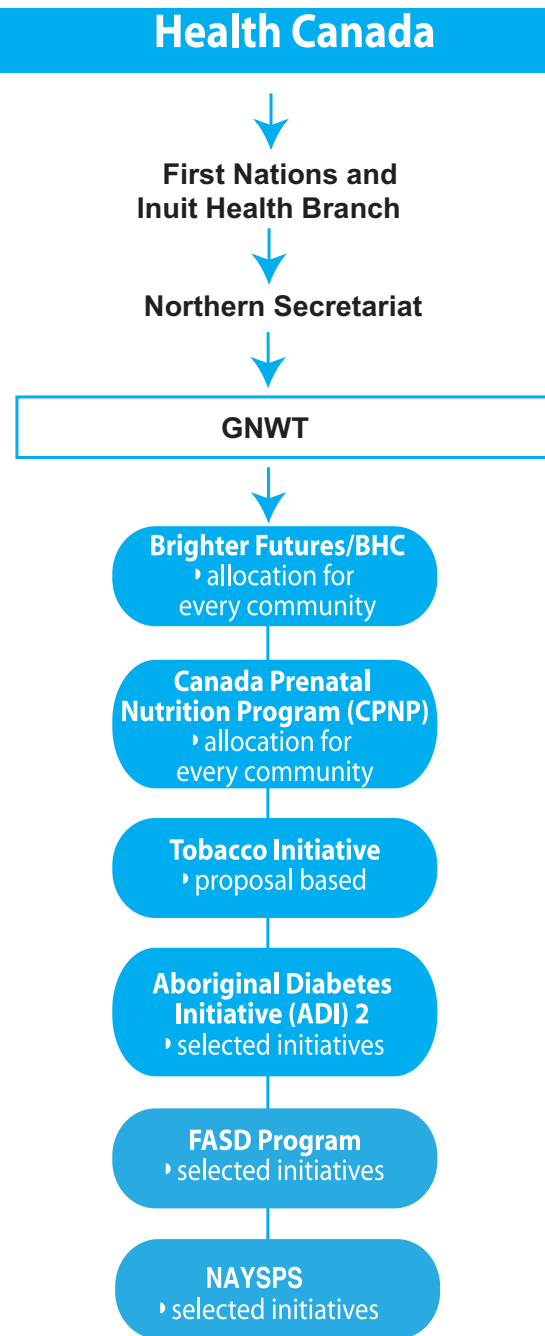 Health Canada
First Nations and
Inuit Health Branch
Northern Secretariat
GNWT
Brighter Futures/BHC
◗ allocation for
every community
Canada Prenatal
Nutrition Program (CPNP)
◗ allocation for
every community
Tobacco Initiative
◗ proposal based
Aboriginal Diabetes
Initiative (ADI) 2
◗ selected initiatives
FASD Program
◗ selected initiatives
NAYSPS
◗ selected initiatives